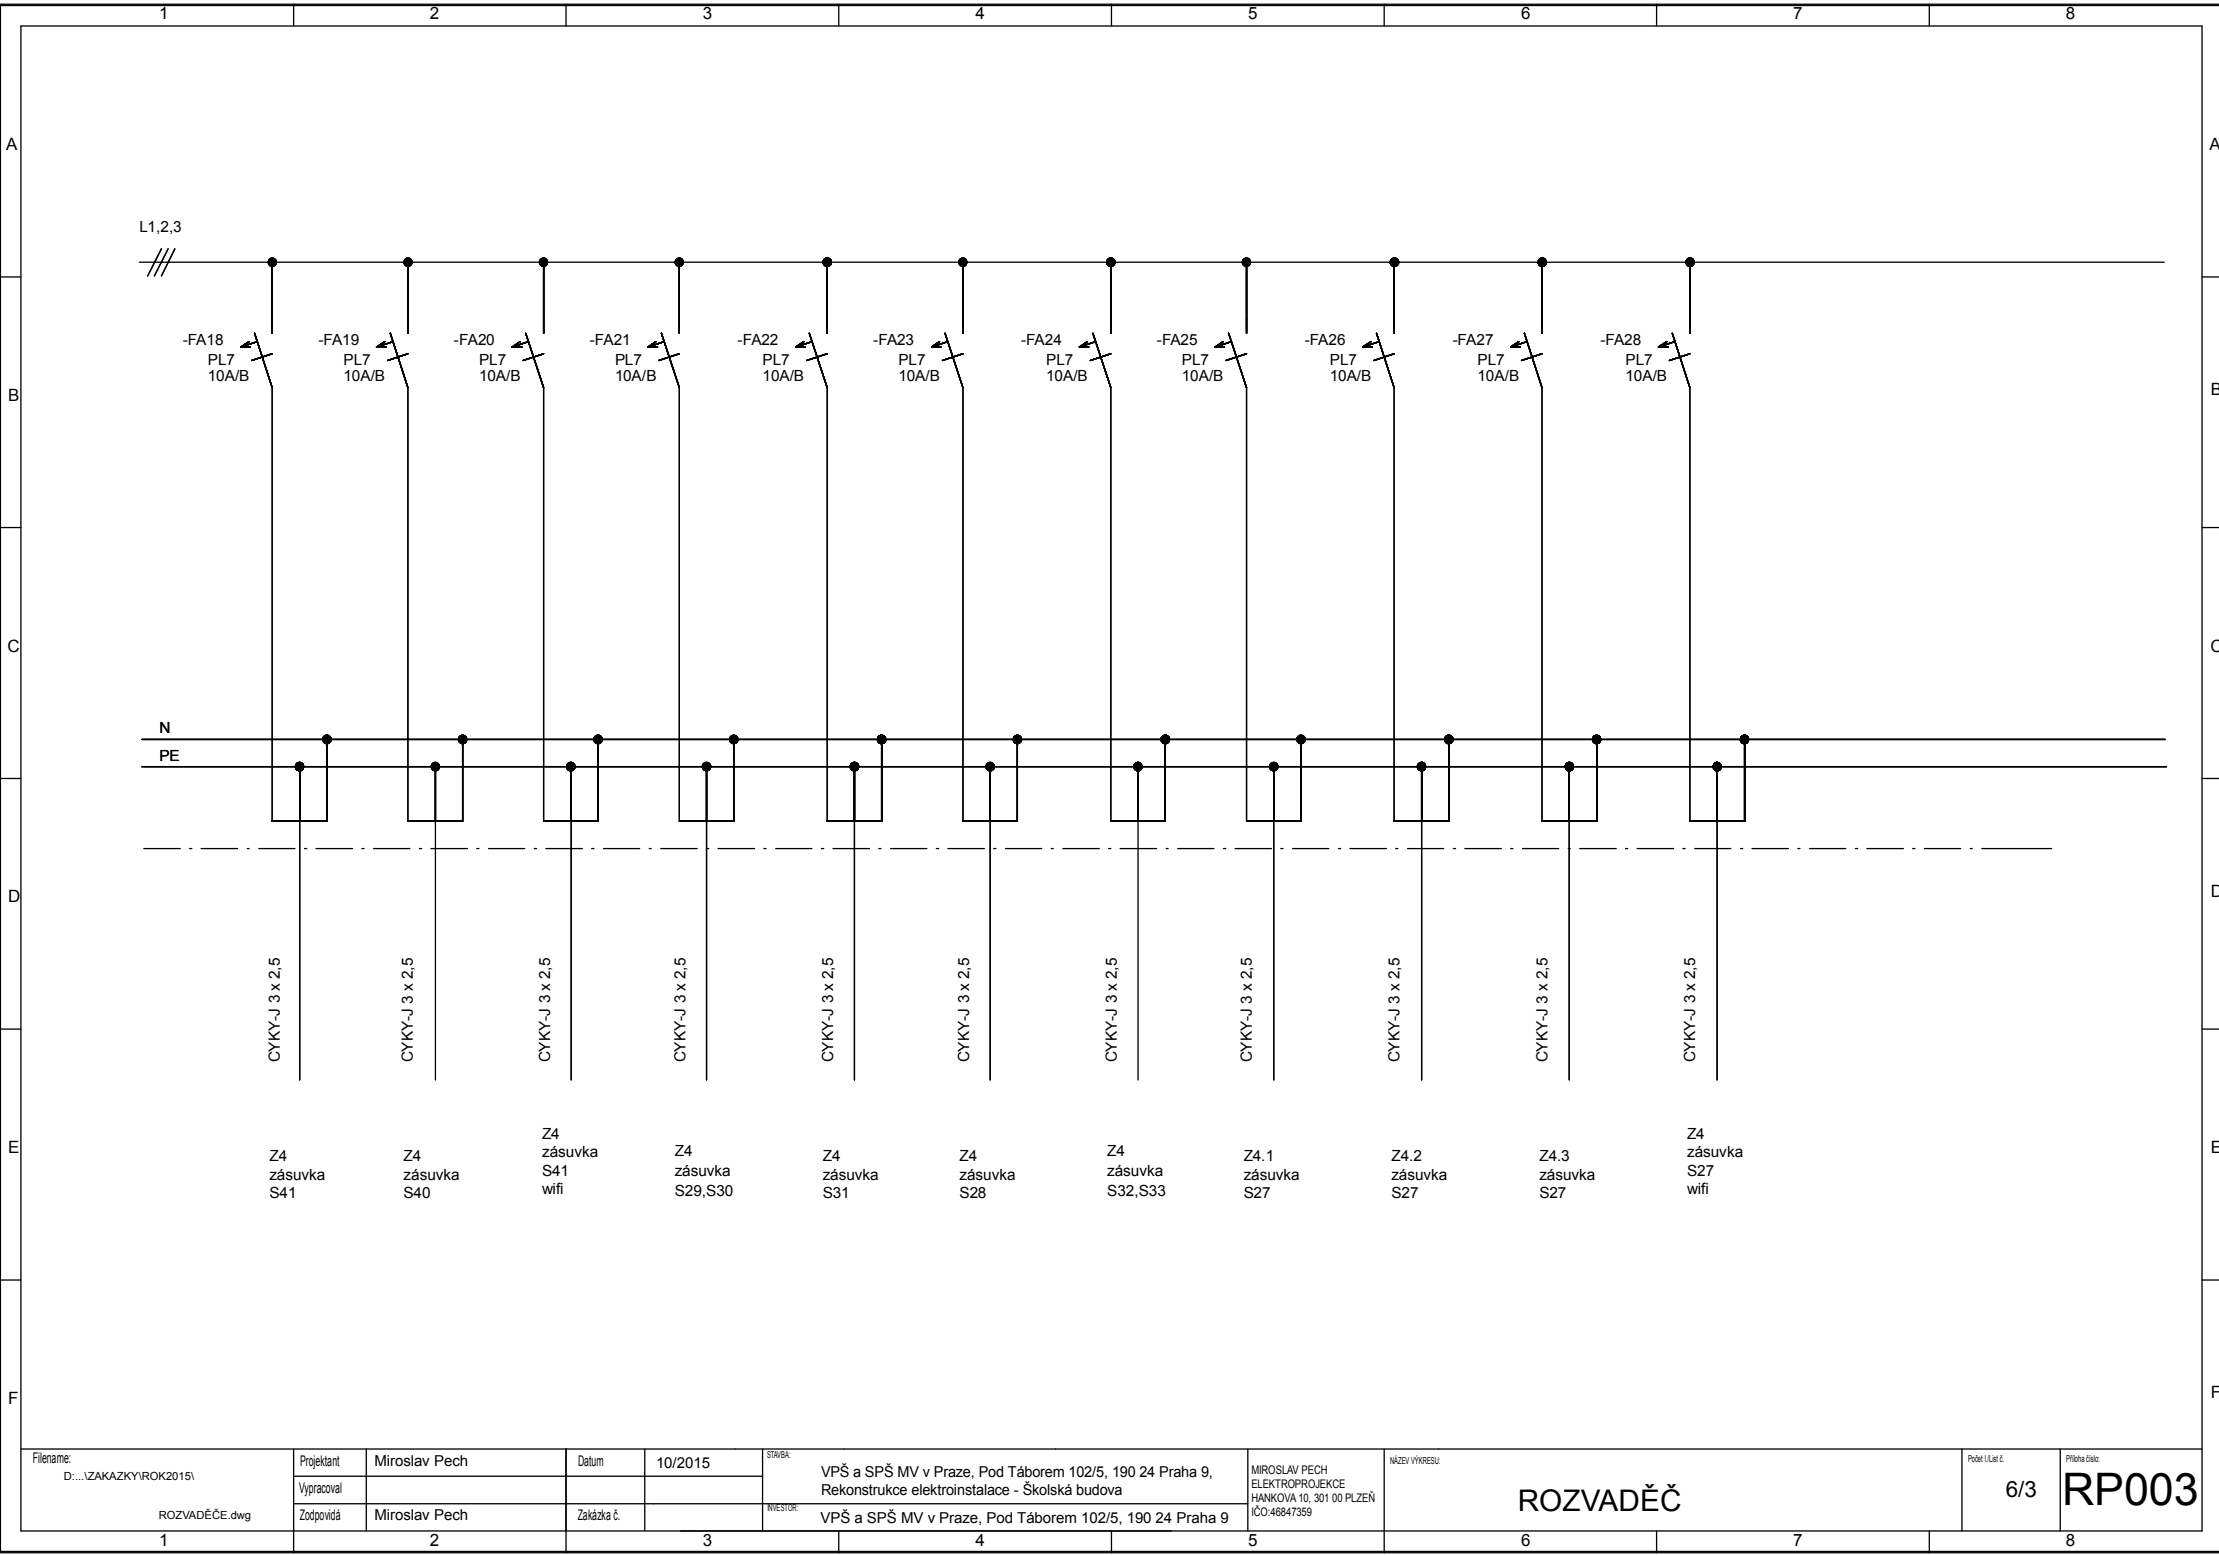 1 2 3 4 5 6 7 8
A A
L1,2,3
-FA18 -FA19 -FA20 -FA21 -FA22 -FA23 -FA24 -FA25 -FA26 -FA27 -FA28
PL7 PL7 PL7 PL7 PL7 PL7 PL7 PL7 PL7 PL7 PL7
10A/B 10A/B 10A/B 10A/B 10A/B 10A/B 10A/B 10A/B 10A/B 10A/B 10A/B
B B
C C
N
PE
D D
CYKY-J 3 x 2,5
CYKY-J 3 x 2,5
CYKY-J 3 x 2,5
CYKY-J 3 x 2,5
CYKY-J 3 x 2,5
CYKY-J 3 x 2,5
CYKY-J 3 x 2,5
CYKY-J 3 x 2,5
CYKY-J 3 x 2,5
CYKY-J 3 x 2,5
CYKY-J 3 x 2,5
E E
Z4
zásuvka
S41
Z4
zásuvka
S40
Z4
zásuvka
S41
wifi
Z4
zásuvka
S29,S30
Z4
zásuvka
S31
Z4
zásuvka
S28
Z4
zásuvka
S32,S33
Z4.1
zásuvka
S27
Z4.2
zásuvka
S27
Z4.3
zásuvka
S27
Z4
zásuvka
S27
wifi
F F
Filename:
D:...\ZAKAZKY\ROK2015\
ROZVADĚČE.dwg
Projektant Miroslav Pech
Vypracoval
Zodpovídá Miroslav Pech
Datum 10/2015
Zakázka č.
STAVBA:
VPŠ a SPŠ MV v Praze, Pod Táborem 102/5, 190 24 Praha 9,
Rekonstrukce elektroinstalace - Školská budova
INVESTOR:
VPŠ a SPŠ MV v Praze, Pod Táborem 102/5, 190 24 Praha 9
MIROSLAV PECH
ELEKTROPROJEKCE
HANKOVA 10, 301 00 PLZEŇ
IČO:46847359
NÁZEV VÝKRESU:
ROZVADĚČ
Počet l./List č.
6/3
Příloha číslo:
RP003
1 2 3 4 5 6 7 8